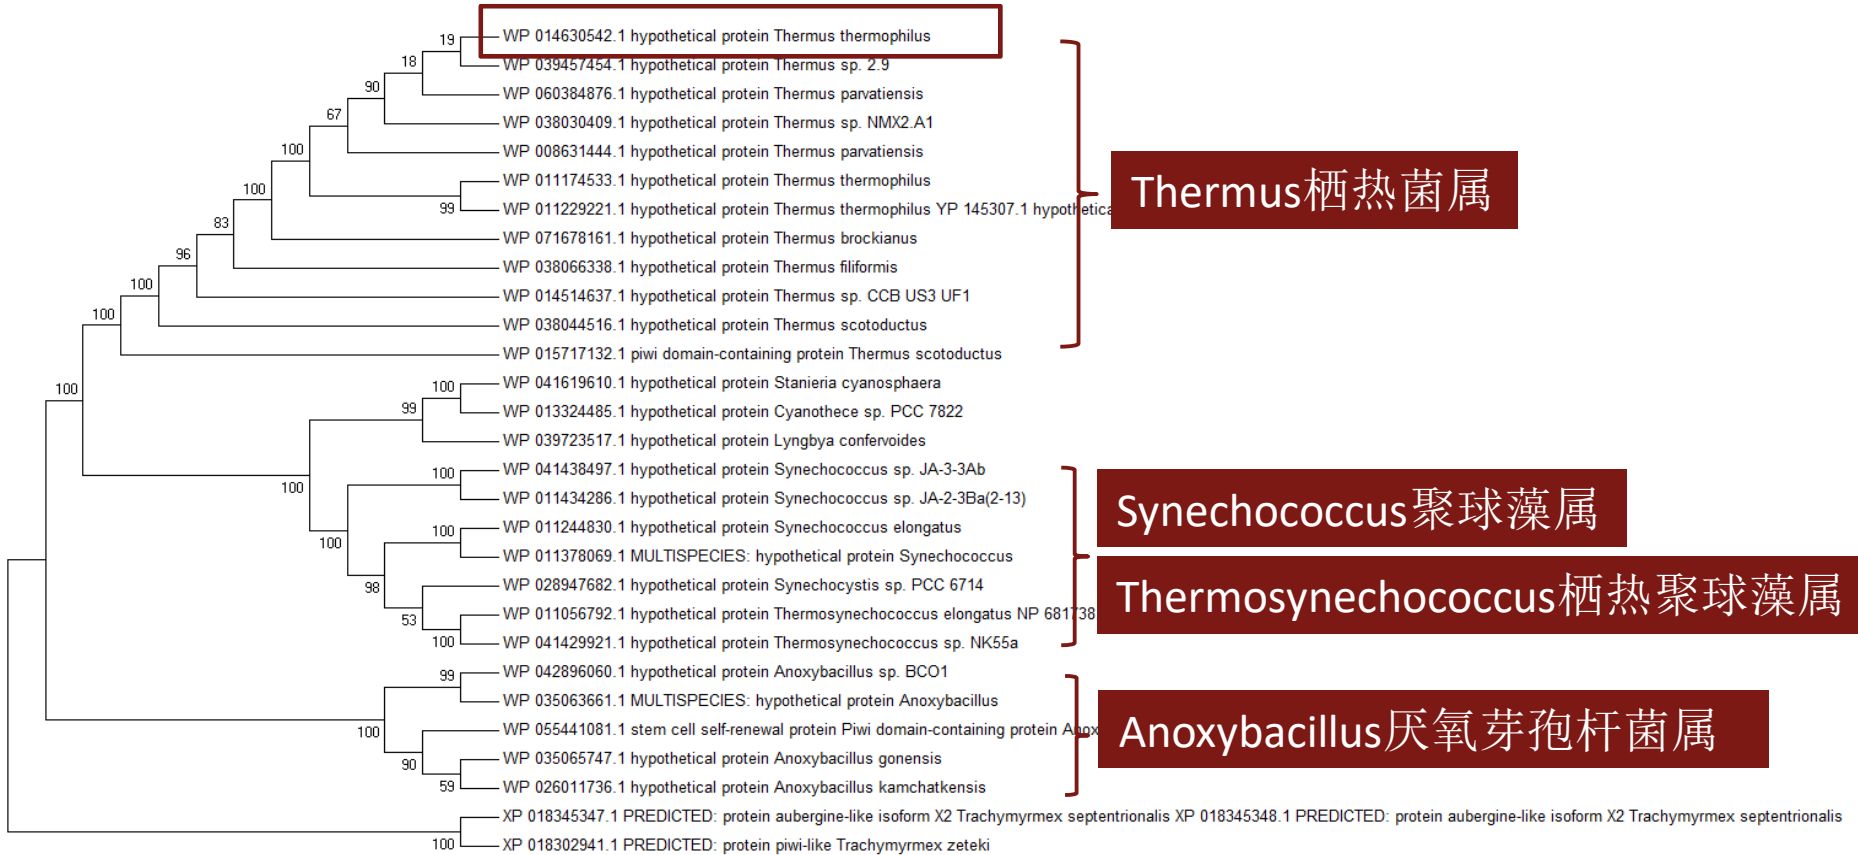 WP 014630542.1 hypothetical protein Thermus thermophilus
WP 039457454.1 hypothetical protein Thermus sp. 2.9
WP 060384876.1 hypothetical protein Thermus parvatiensis
WP 038030409.1 hypothetical protein Thermus sp. NMX2.A1
WP 008631444.1 hypothetical protein Thermus parvatiensis
WP 011174533.1 hypothetical protein Thermus thermophilus
WP 011229221.1 hypothetical protein Thermus thermophilus YP 145307.1 hypothetica
WP 071678161.1 hypothetical protein Thermus brockianus
WP 038066338.1 hypothetical protein Thermus filiformis
WP 014514637.1 hypothetical protein Thermus sp. CCB US3 UF1
WP 038044516.1 hypothetical protein Thermus scotoductus
WP 015717132.1 piwi domain-containing protein Thermus scotoductus
WP 041619610.1 hypothetical protein Stanieria cyanosphaera
WP 013324485.1 hypothetical protein Cyanothece sp. PCC 7822
WP 039723517.1 hypothetical protein Lyngbya confervoides
WP 041438497.1 hypothetical protein Synechococcus sp. JA-3-3Ab
WP 011434286.1 hypothetical protein Synechococcus sp. JA-2-3Ba(2-13)
WP 011244830.1 hypothetical protein Synechococcus elongatus
WP 011378069.1 MULTISPECIES: hypothetical protein Synechococcus
WP 028947682.1 hypothetical protein Synechocystis sp. PCC 6714
WP 011056792.1 hypothetical protein Thermosynechococcus elongatus NP 681738
WP 041429921.1 hypothetical protein Thermosynechococcus sp. NK55a
WP 042896060.1 hypothetical protein Anoxybacillus sp. BCO1
WP 035063661.1 MULTISPECIES: hypothetical protein Anoxybacillus
WP 055441081.1 stem cell self-renewal protein Piwi domain-containing protein Anox
WP 035065747.1 hypothetical protein Anoxybacillus gonensis
WP 026011736.1 hypothetical protein Anoxybacillus kamchatkensis
XP 018345347.1 PREDICTED: protein aubergine-like isoform X2 Trachymyrmex septentrionalis XP 018345348.1 PREDICTED: protein aubergine-like isoform X2 Trachymyrmex septentrionalis
XP 018302941.1 PREDICTED: protein piwi-like Trachymyrmex zeteki
19
18
90
67
100
99
100
83
96
100
100
100
100
99
100
100
100
100
98
53
100
99
100
90
59
100
Thermus栖热菌属
Synechococcus聚球藻属
Thermosynechococcus栖热聚球藻属
Anoxybacillus厌氧芽孢杆菌属